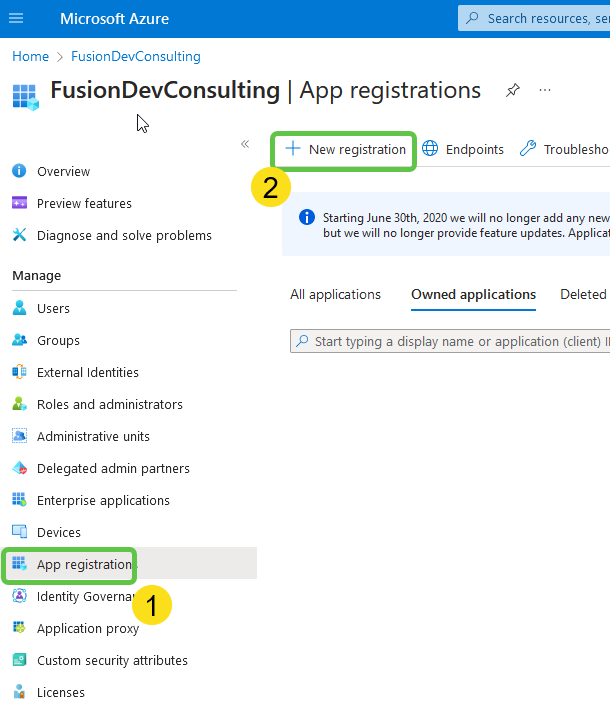 Microsoft Azure
Search resources, ser
Home > FusionDevConsulting
FusionDevConsulting | App registrations
...
«
New registration
Endpoints
Troublesho
2
Overview
Preview features
Diagnose and solve problems
Starting June 30th, 2020 we will no longer add any new
but we will no longer provide feature updates. Applicat
Manage
All applications
Owned applications
Deleted
Start typing a display name or application (client) I
Users
Groups
External Identities
Roles and administrators
Administrative units
Delegated admin partners
Enterprise applications
Devices
App registrations
Identity Governa
1
Application proxy
Custom security attributes
Licenses